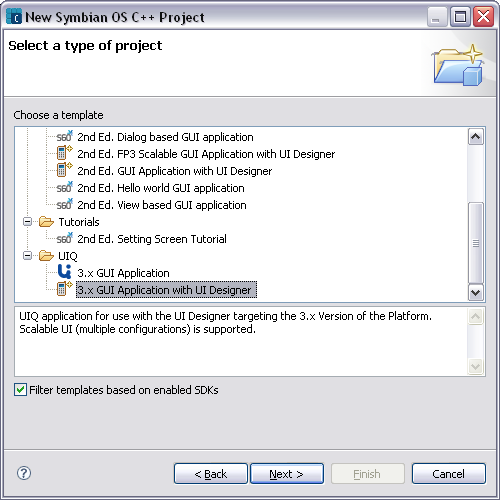 New Symbian OS C++ Project
Select a type of project
Choose a template
2nd Ed. Dialog based GUI application
2nd Ed. FP3 Scalable GUI Application with UI Designer
2nd Ed. GUI Application with UI Designer
2nd Ed. Hello world GUI application
2nd Ed. View based GUI application
Tutorials
2nd Ed. Setting Screen Tutorial
UIQ
3.x GUI Application
3.x GUI Application with UI Designer
UIQ application for use with the UI Designer targeting the 3.x Version of the Platform.
Scalable UI (multiple configurations) is supported.
Filter templates based on enabled SDKs
? < Back Next > Finish Cancel